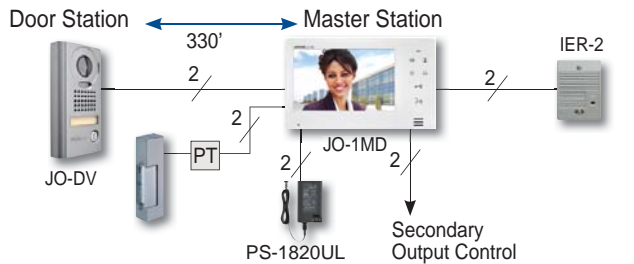 Door Station
Master Station
330'
IER-2
2
2
2
JO-1MD
PT
2
2
JO-DV
PS-1820UL
Secondary
Output Control